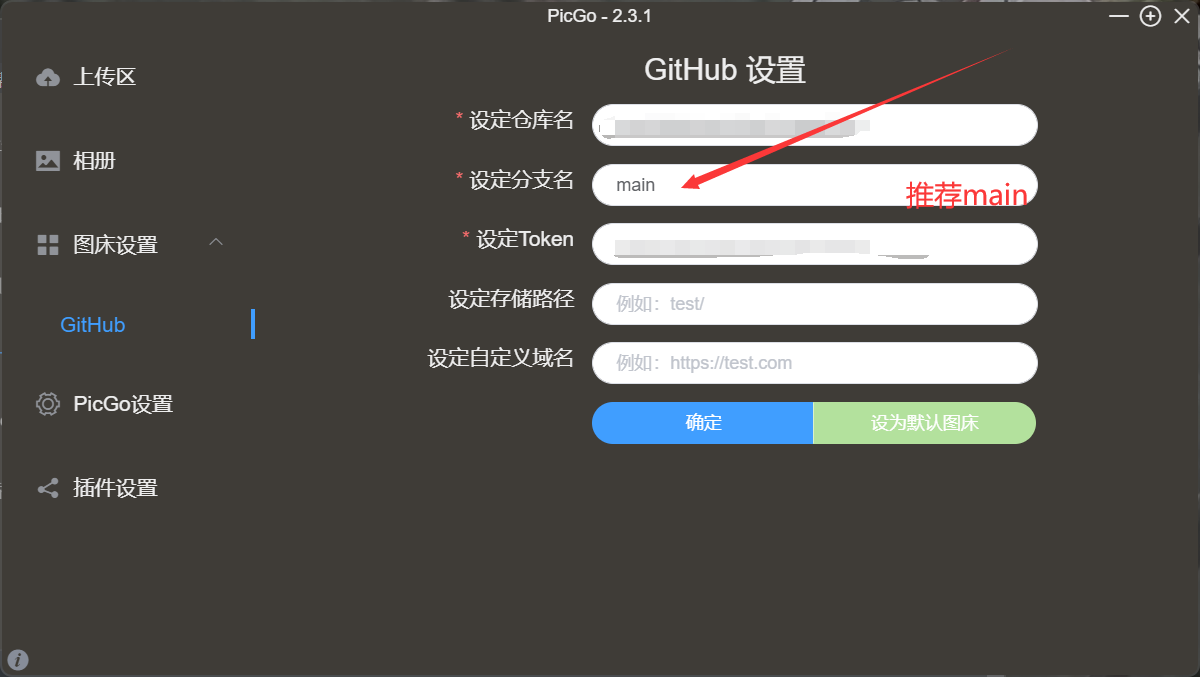 PicGo - 2.3.1
上传区
相册
图床设置
GitHub
PicGo设置
插件设置
GitHub 设置
* 设定仓库名
* 设定分支名
main
推荐main
* 设定Token
设定存储路径
例如：test/
设定自定义域名
例如：https://test.com
确定
设为默认图床